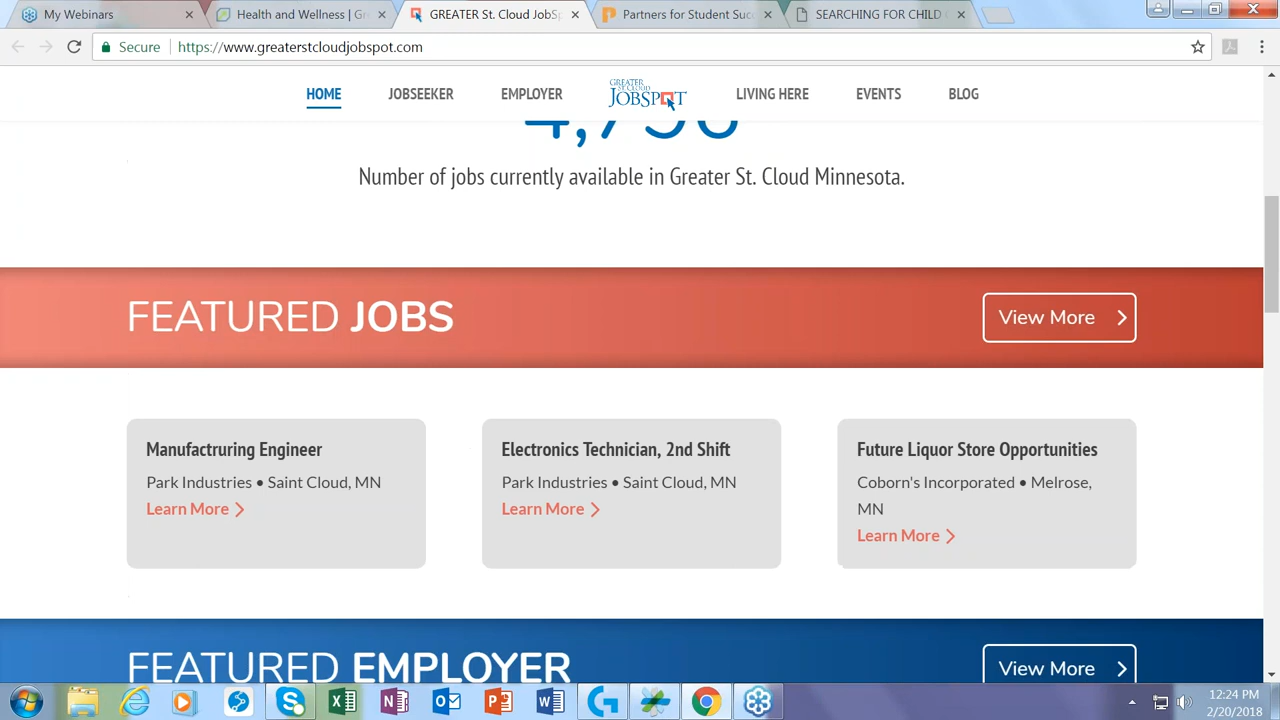 My Webinars
Health and Wellness | Gr
GREATER St. Cloud JobSp
Partners for Student Succ
SEARCHING FOR CHILD C
Secure
https://www.greaterstcloudjobspot.com
HOME
JOBSEEKER
EMPLOYER
GREATER
ST. CLOUD
JOBSPOT
LIVING HERE
EVENTS
BLOG
Number of jobs currently available in Greater St. Cloud Minnesota.
FEATURED JOBS
View More
Manufactruring Engineer
Park Industries • Saint Cloud, MN
Learn More
Electronics Technician, 2nd Shift
Park Industries • Saint Cloud, MN
Learn More
Future Liquor Store Opportunities
Coborn's Incorporated • Melrose,
MN
Learn More
FEATURED EMPLOYER
View More
12:24 PM
2/20/2018